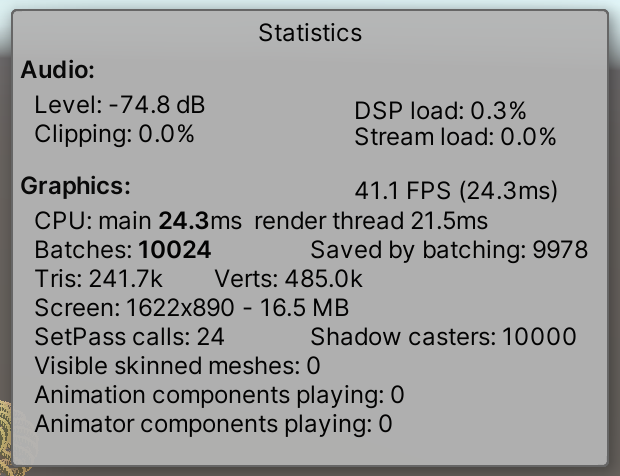 Statistics
Audio:
Level: -74.8 dB DSP load: 0.3%
Clipping: 0.0% Stream load: 0.0%
Graphics: 41.1 FPS (24.3ms)
CPU: main 24.3ms render thread 21.5ms
Batches: 10024 Saved by batching: 9978
Tris: 241.7k Verts: 485.0k
Screen: 1622x890 - 16.5 MB
SetPass calls: 24 Shadow casters: 10000
Visible skinned meshes: 0
Animation components playing: 0
Animator components playing: 0